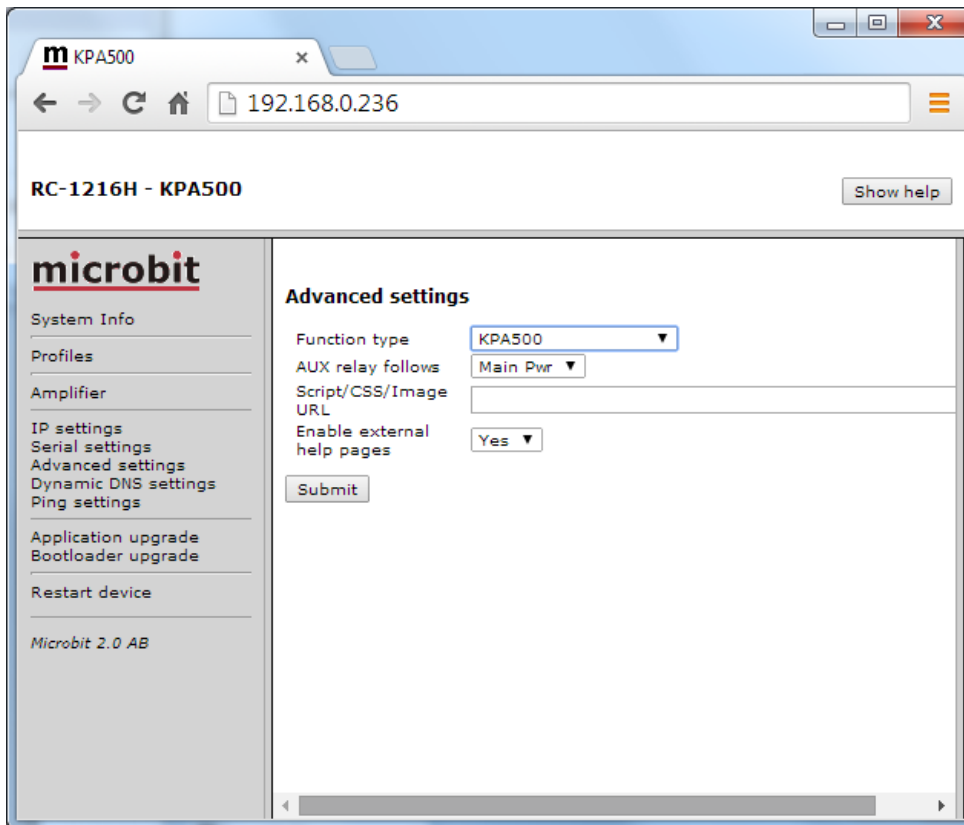 m KPA500
192.168.0.236
RC-1216H - KPA500
Show help
microbit
System Info
Profiles
Amplifier
IP settings
Serial settings
Advanced settings
Dynamic DNS settings
Ping settings
Application upgrade
Bootloader upgrade
Restart device
Microbit 2.0 AB
Advanced settings
Function type KPA500
AUX relay follows Main Pwr
Script/CSS/Image
URL
Enable external
help pages Yes
Submit